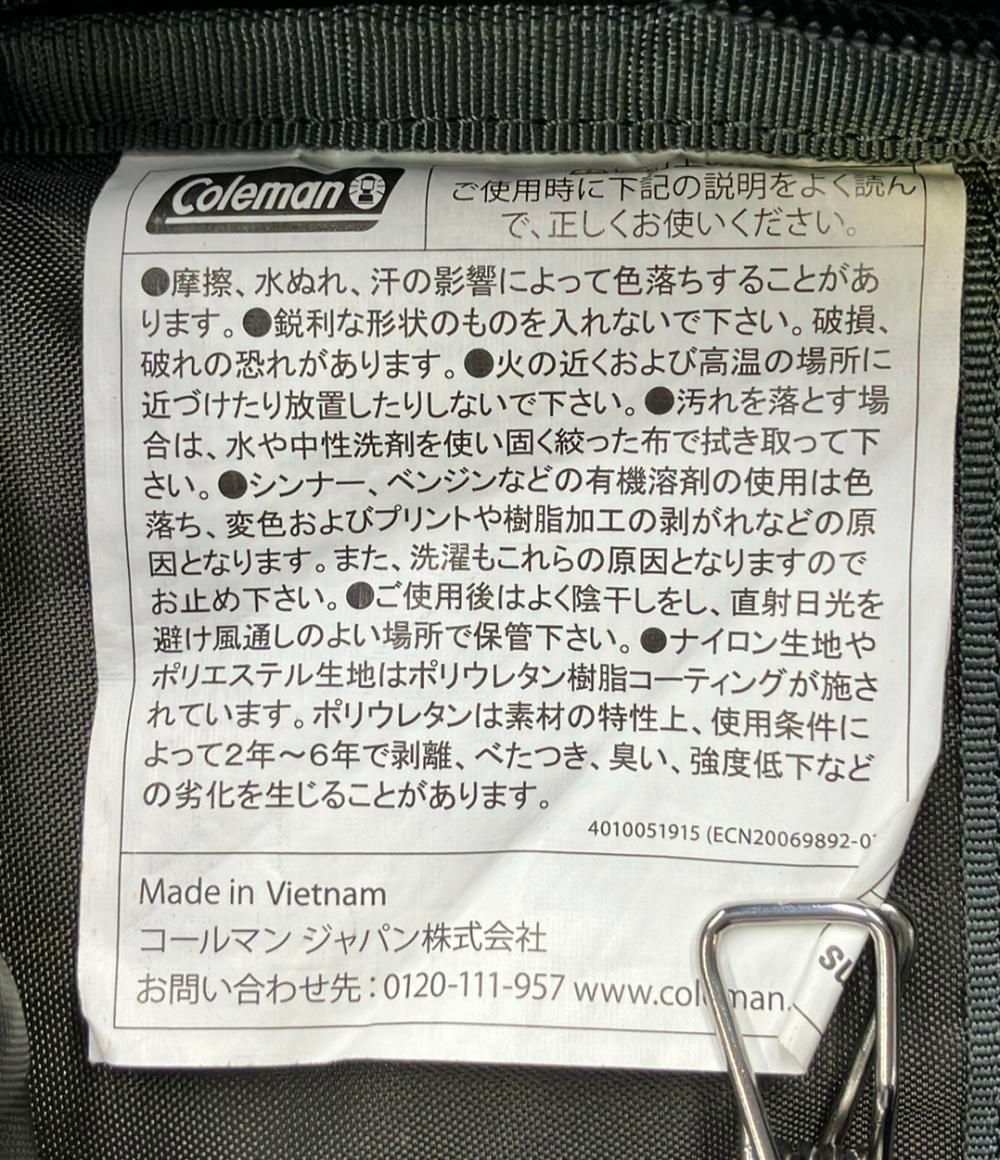 Coleman
ご使用時に下記の説明をよく読ん
で、正しくお使いください。
●摩擦、水ぬれ、汗の影響によって色落ちすることがあ
ります。●鋭利な形状のものを入れないで下さい。破損、
破れの恐れがあります。●火の近くおよび高温の場所に
近づけたり放置したりしないで下さい。●汚れを落とす場
合は、水や中性洗剤を使い固く絞った布で拭き取って下
さい。●シンナー、ベンジンなどの有機溶剤の使用は色
落ち、変色およびプリントや樹脂加工の剥がれなどの原
因となります。また、洗濯もこれらの原因となりますので
お止め下さい。●ご使用後はよく陰干しをし、直射日光を
避け風通しのよい場所で保管下さい。●ナイロン生地や
ポリエステル生地はポリウレタン樹脂コーティングが施さ
れています。ポリウレタンは素材の特性上、使用条件に
よって2年～6年で剥離、べたつき、臭い、強度低下など
の劣化を生じることがあります。
4010051915 (ECN20069892-0
Made in Vietnam
コールマン ジャパン株式会社
お問い合わせ先：0120-111-957 www.coleman.